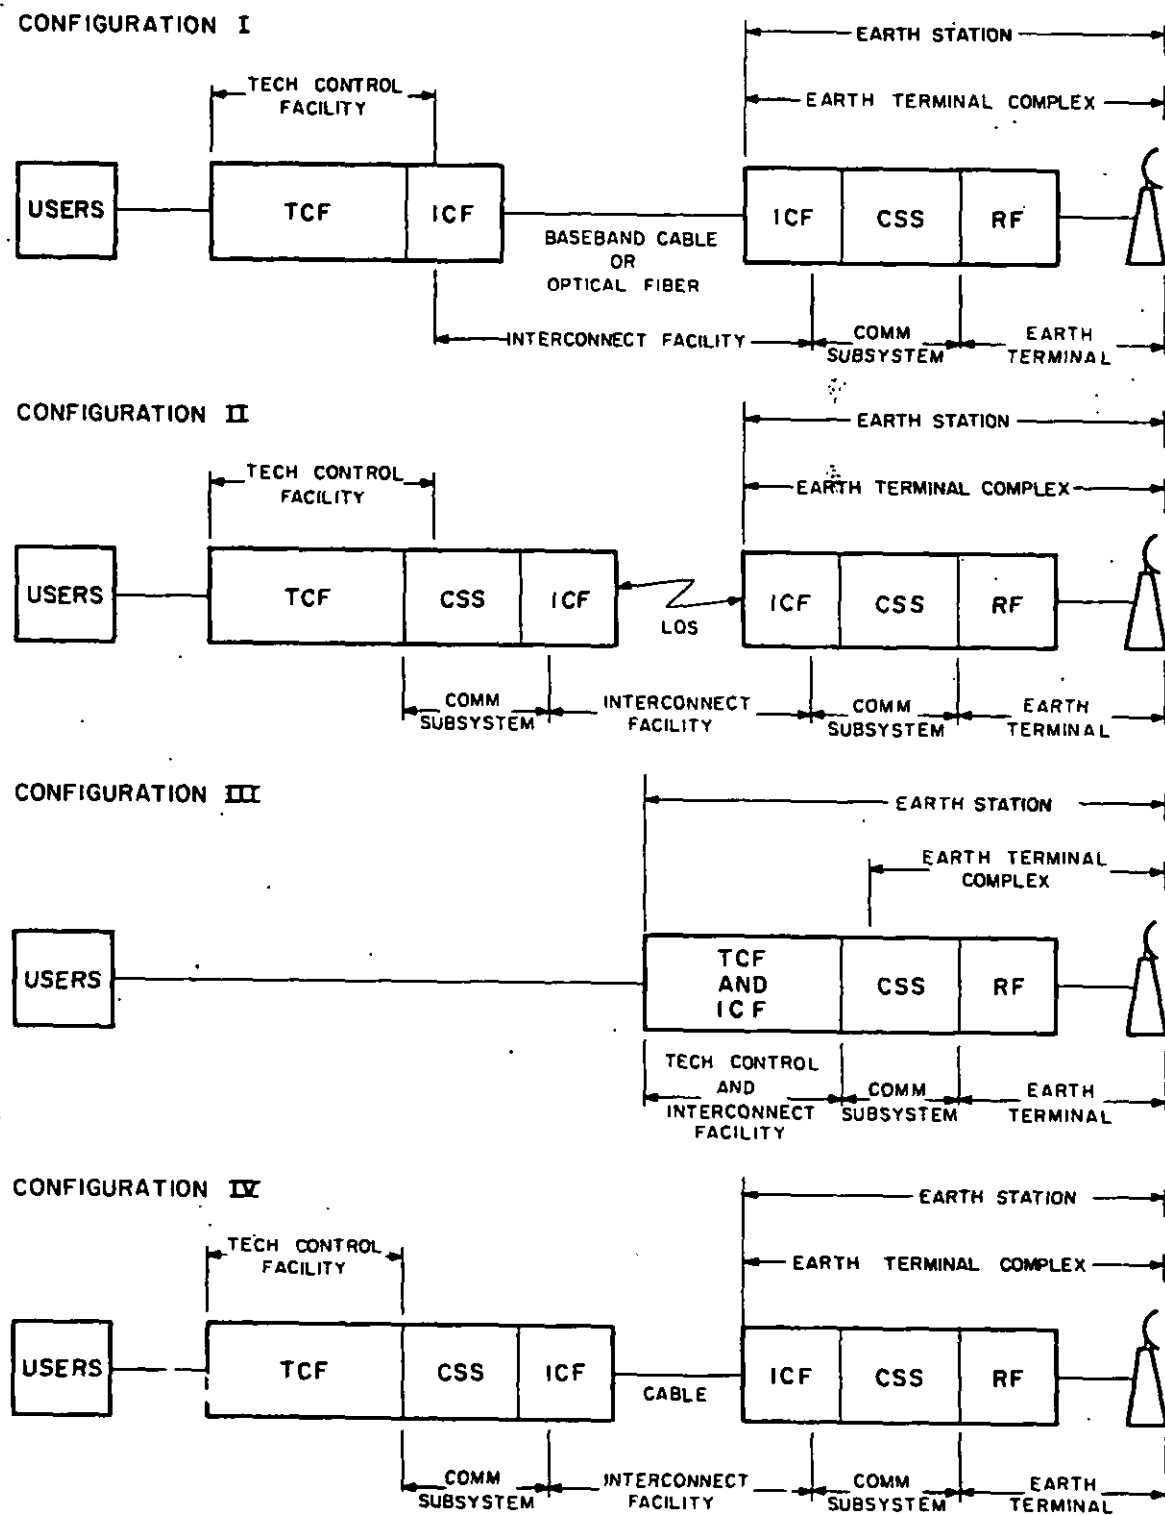 CONFIGURATION I
EARTH STATION
TECH CONTROL
FACILITY
EARTH TERMINAL COMPLEX
USERS
TCF
ICF
BASEBAND CABLE
OR
OPTICAL FIBER
ICF
CSS
RF
INTERCONNECT FACILITY
COMM
SUBSYSTEM
EARTH
TERMINAL
CONFIGURATION II
EARTH STATION
TECH CONTROL
FACILITY
EARTH TERMINAL COMPLEX
USERS
TCF
CSS
ICF
LOS
ICF
CSS
RF
COMM
SUBSYSTEM
INTERCONNECT
FACILITY
COMM
SUBSYSTEM
EARTH
TERMINAL
CONFIGURATION III
EARTH STATION
EARTH TERMINAL
COMPLEX
USERS
TCF
AND
ICF
CSS
RF
TECH CONTROL
AND
INTERCONNECT
FACILITY
COMM
SUBSYSTEM
EARTH
TERMINAL
CONFIGURATION IV
EARTH STATION
TECH CONTROL
FACILITY
EARTH TERMINAL COMPLEX
USERS
TCF
CSS
ICF
CABLE
ICF
CSS
RF
COMM
SUBSYSTEM
INTERCONNECT
FACILITY
COMM
SUBSYSTEM
EARTH
TERMINAL